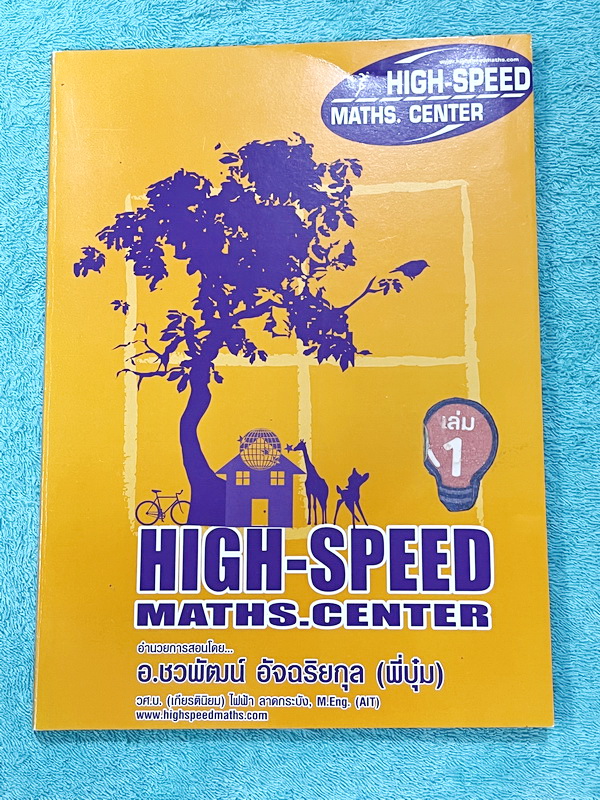 www.highspeedmaths.com
HIGH-SPEED
MATHS. CENTER
เล่ม
1
HIGH-SPEED
MATHS.CENTER
อำนวยการสอนโดย...
อ.ชวพัฒน์ อัจฉริยกุล (พี่ปุ๋ม)
วศ.บ. (เกียรตินิยม) ไฟฟ้า ลาดกระบัง, M.Eng. (AIT)
www.highspeedmaths.com